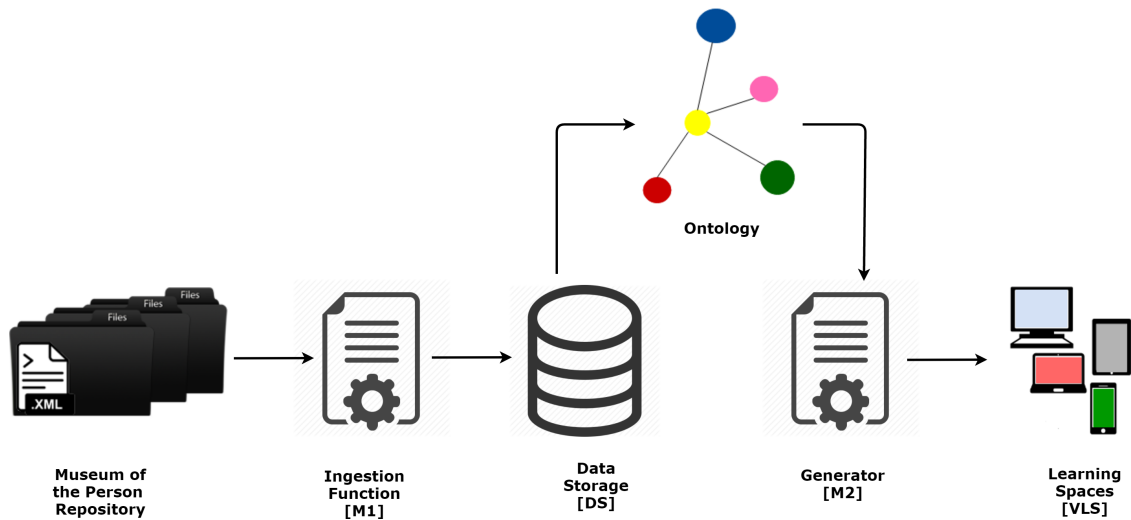 Ontology
Files
Files
Files
>_
.XML
Museum of
the Person
Repository
Ingestion
Function
[M1]
Data
Storage
[DS]
Generator
[M2]
Learning
Spaces
[VLS]